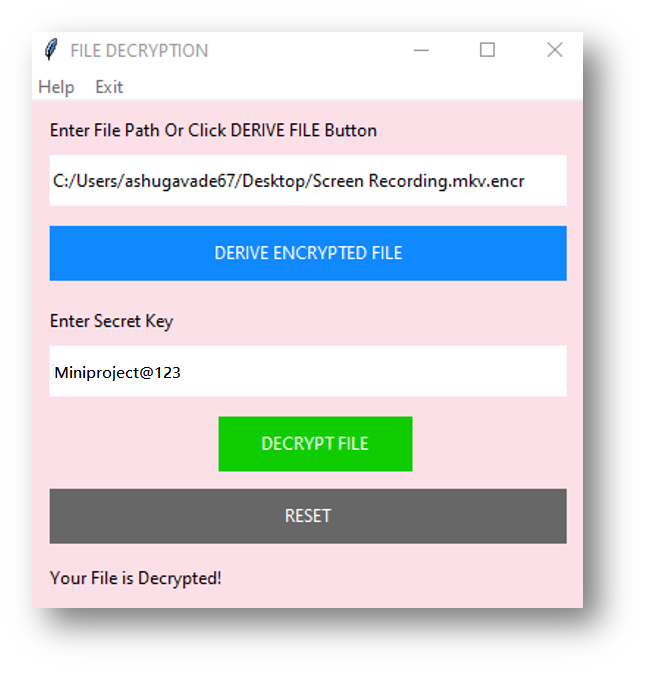 FILE DECRYPTION
Help Exit
Enter File Path Or Click DERIVE FILE Button
C:/Users/ashugavade67/Desktop/Screen Recording.mkv.encr
DERIVE ENCRYPTED FILE
Enter Secret Key
Miniproject@123
DECRYPT FILE
RESET
Your File is Decrypted!